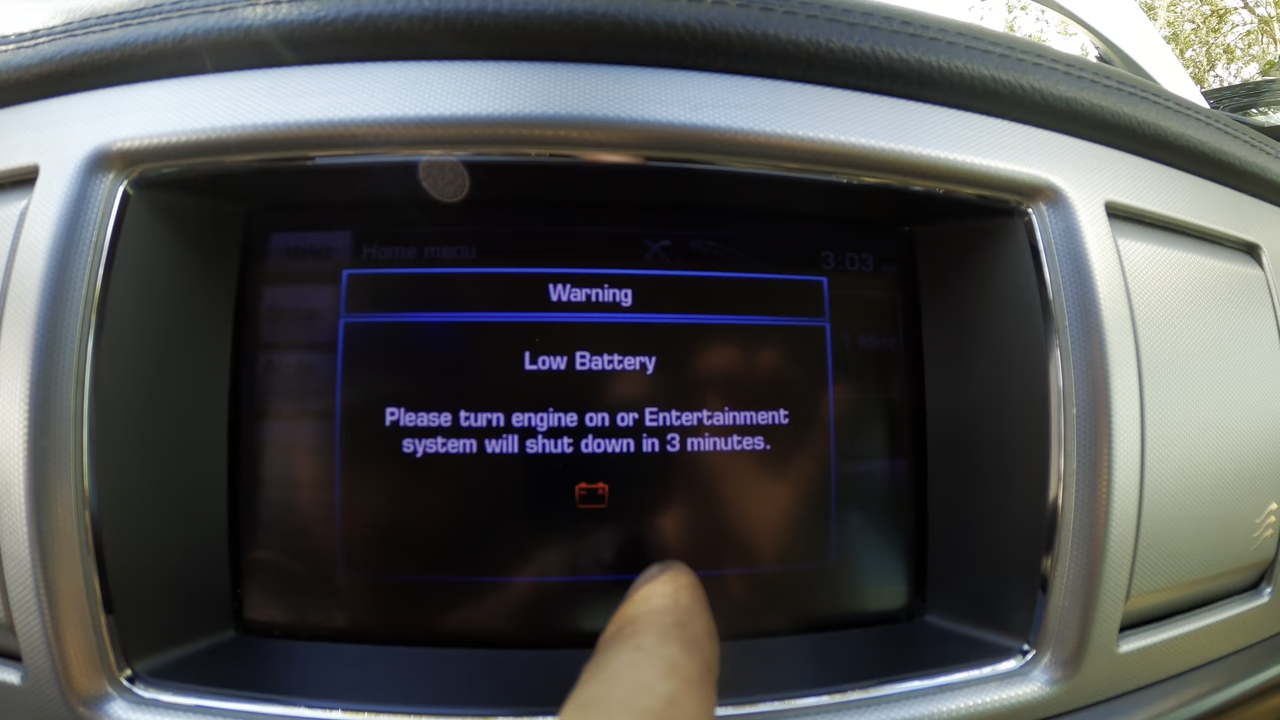 Home menu
3:03
Warning
Low Battery
Please turn engine on or Entertainment
system will shut down in 3 minutes.